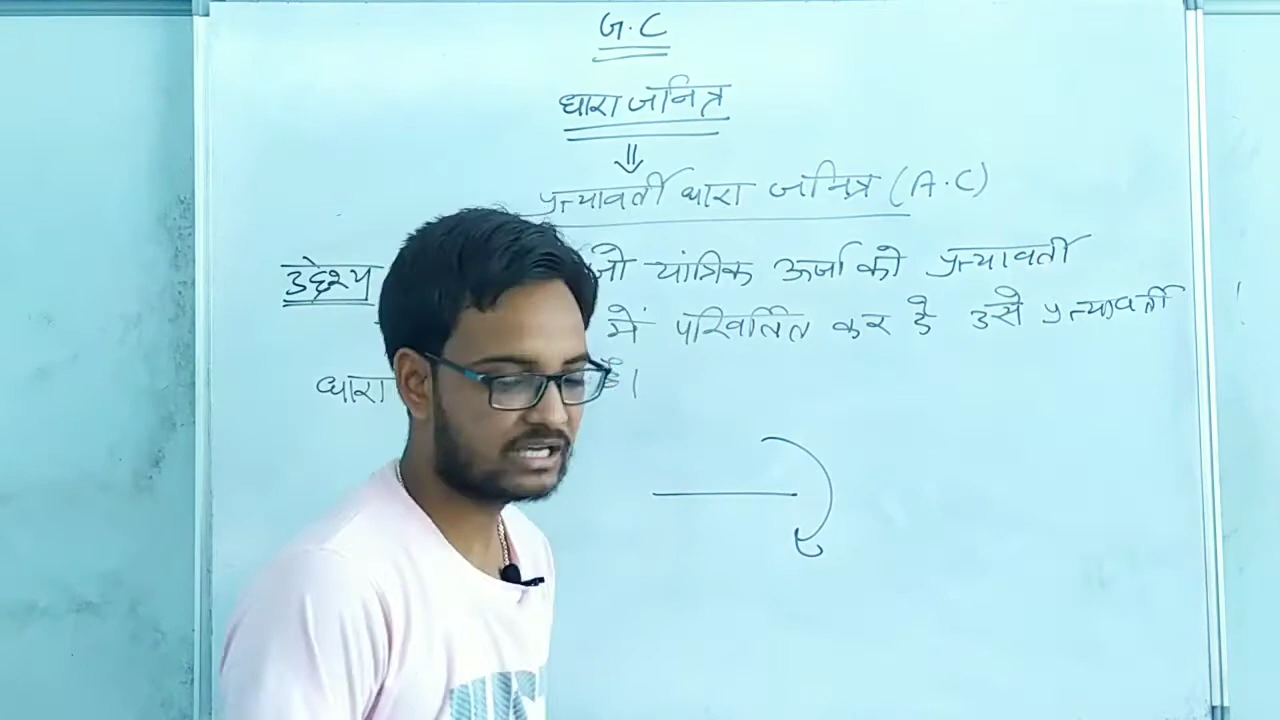 G.C
धारा जनित्र
प्रत्यावर्ती धारा जनित्र (A.C)
उद्देश्य जो यांत्रिक ऊर्जा को प्रत्यावर्ती
में परिवर्तित कर दे उसे प्रत्यावर्ती
धारा है।